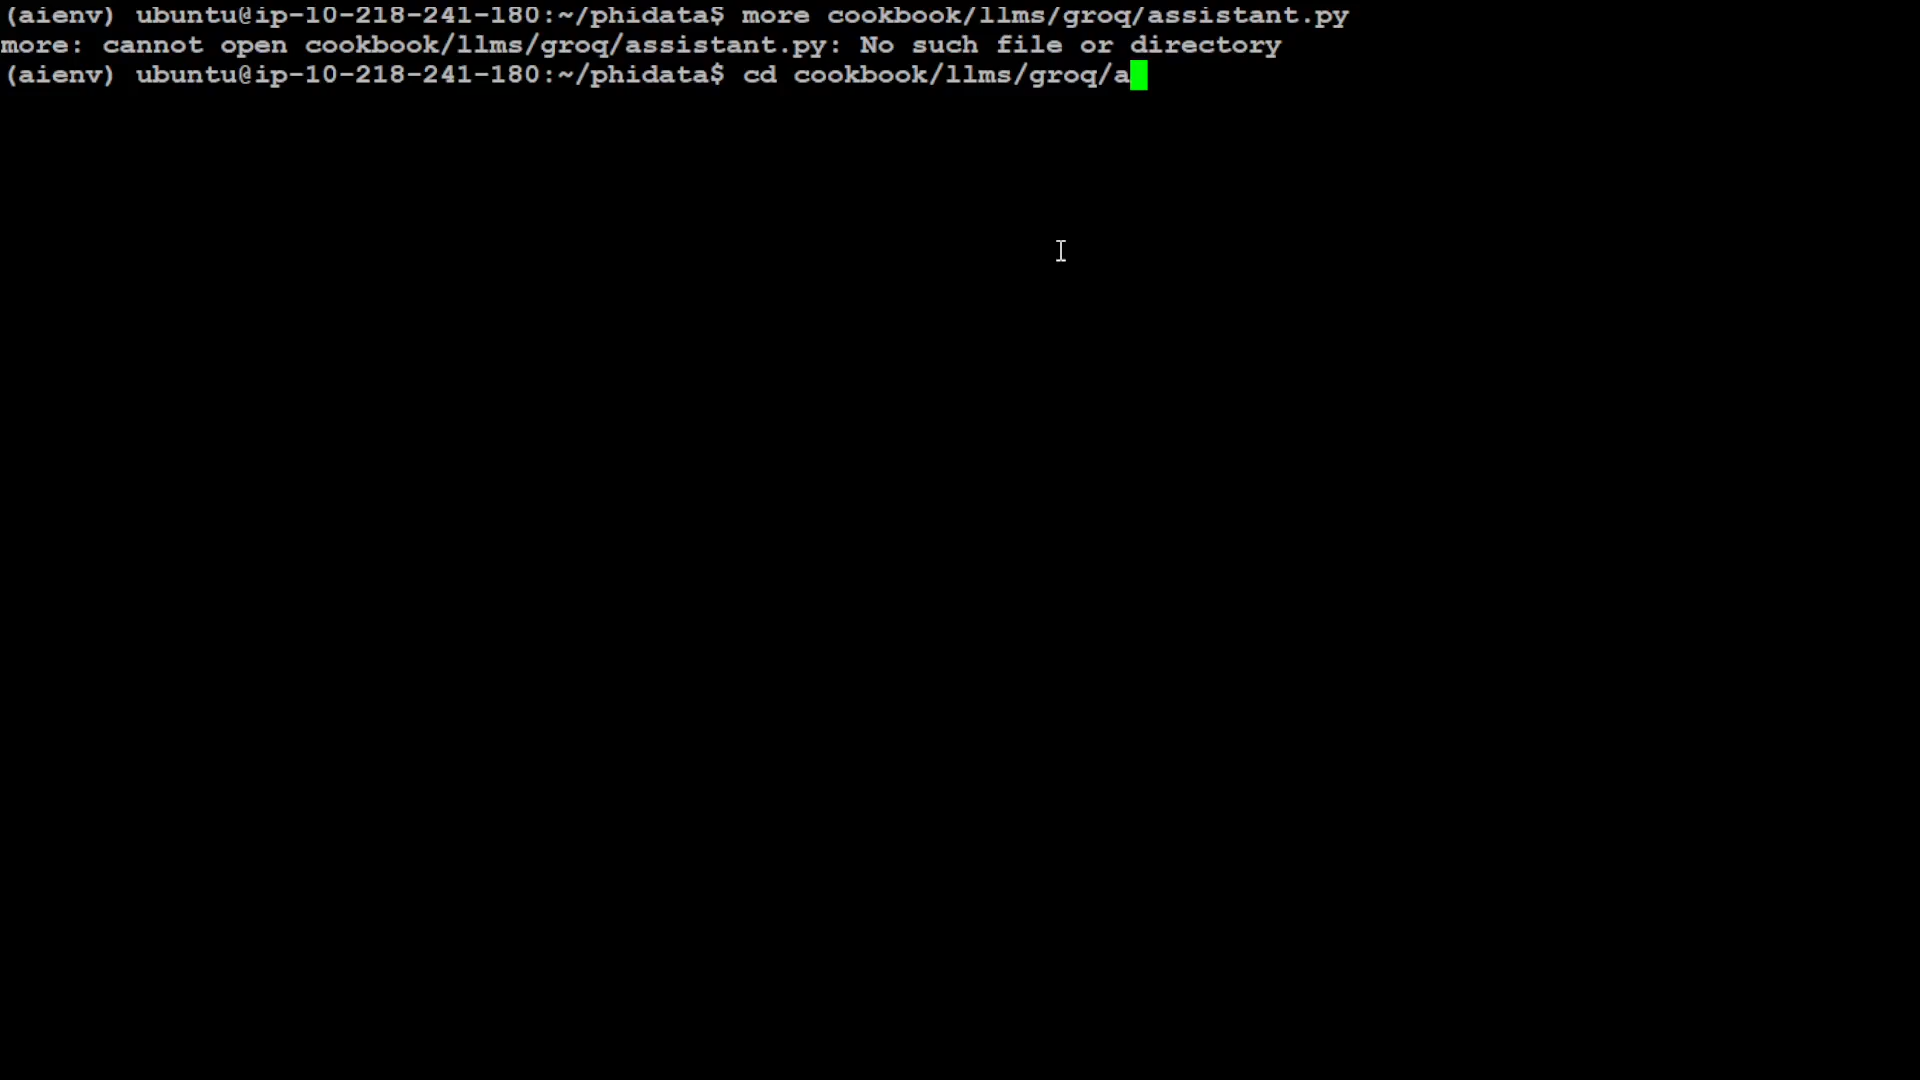 (aienv) ubuntu@ip-10-218-241-180:~/phidata$ more cookbook/llms/groq/assistant.py
more: cannot open cookbook/llms/groq/assistant.py: No such file or directory
(aienv) ubuntu@ip-10-218-241-180:~/phidata$ cd cookbook/llms/groq/a